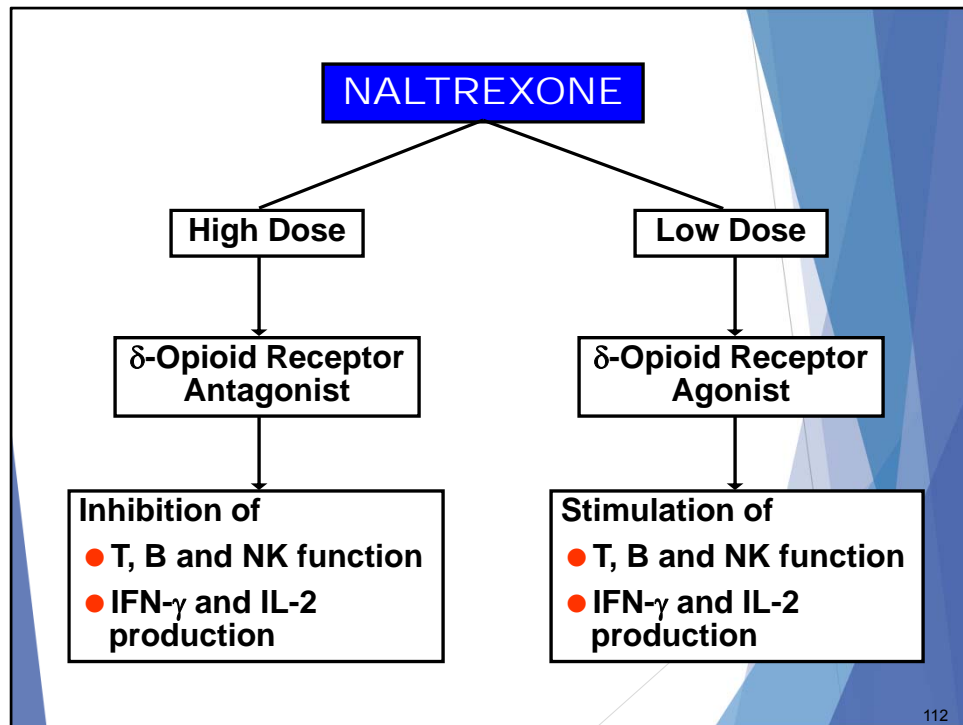 NALTREXONE
High Dose
Low Dose
δ-Opioid Receptor
Antagonist
δ-Opioid Receptor
Agonist
Inhibition of
● T, B and NK function
● IFN-γ and IL-2
production
Stimulation of
● T, B and NK function
● IFN-γ and IL-2
production
112